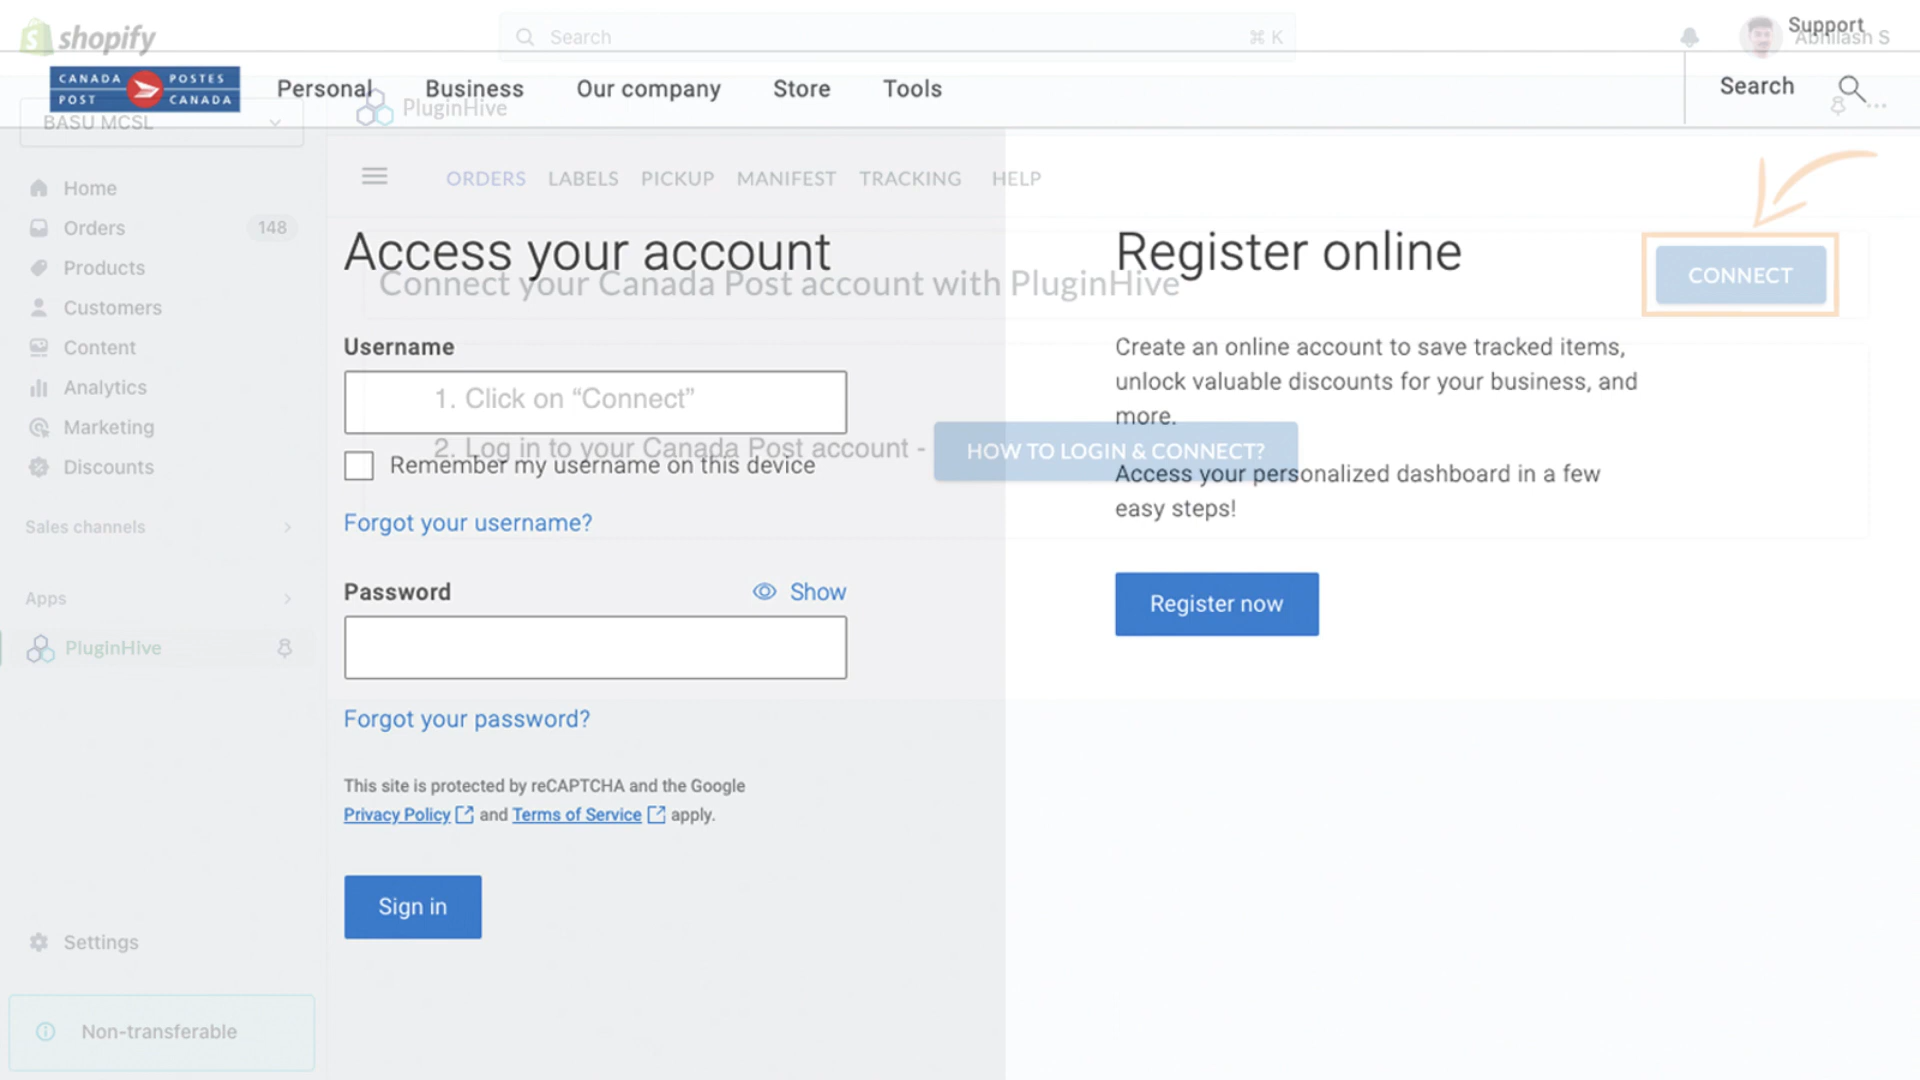 shopify
Search
⌘ K
Support
Abhilash S
CANADA POST
POSTES CANADA
Personal
Business
Our company
Store
Tools
Search
BASU MCSL
PluginHive
Home
Orders
148
Products
Customers
Content
Analytics
Marketing
Discounts
Sales channels
Apps
PluginHive
Settings
Non-transferable
ORDERS
LABELS
PICKUP
MANIFEST
TRACKING
HELP
Access your account
Connect your Canada Post account with PluginHive
CONNECT
Username
1. Click on “Connect”
2. Log in to your Canada Post account -
HOW TO LOGIN & CONNECT?
Remember my username on this device
Forgot your username?
Password
Show
Forgot your password?
This site is protected by reCAPTCHA and the Google
Privacy Policy and Terms of Service apply.
Sign in
Register online
Create an online account to save tracked items,
unlock valuable discounts for your business, and
more.
Access your personalized dashboard in a few
easy steps!
Register now